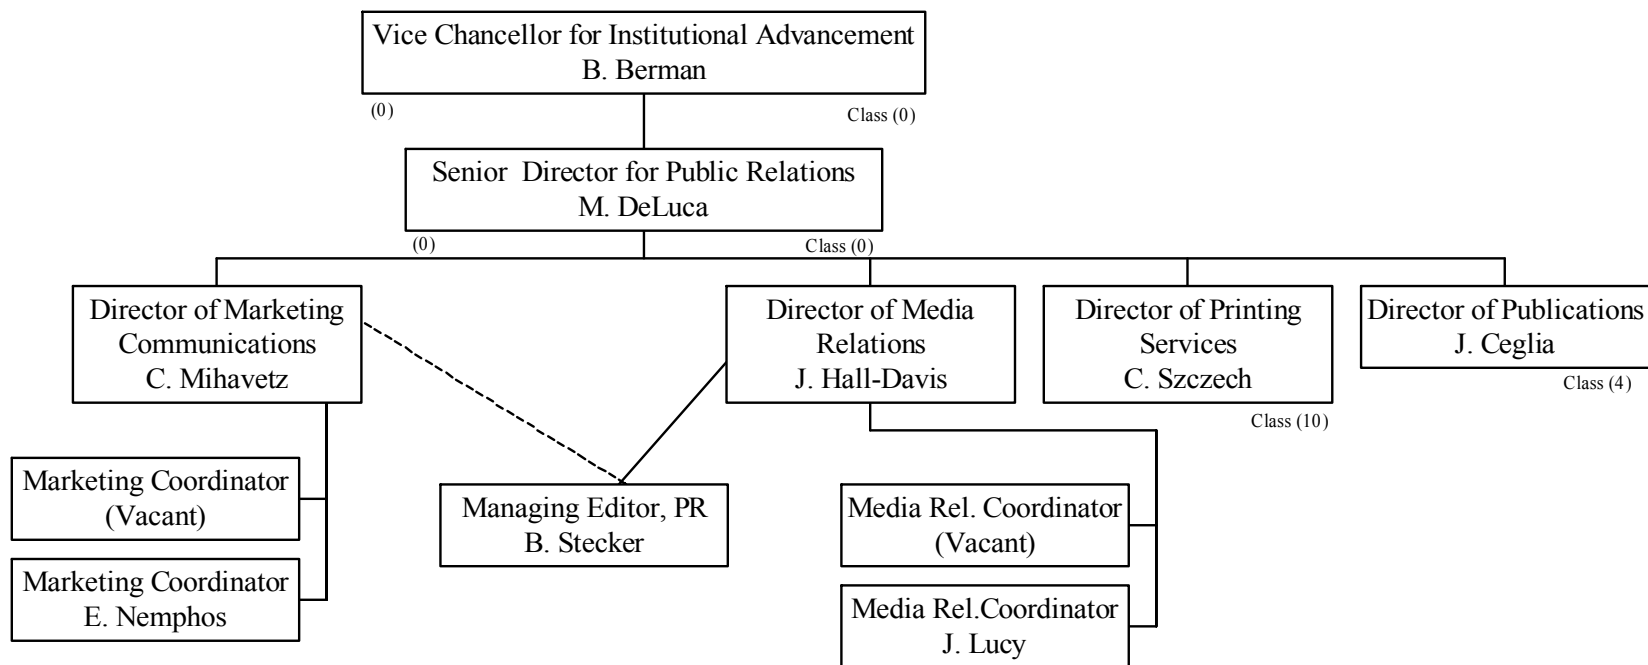 Vice Chancellor for Institutional Advancement
B. Berman
(0)
Class (0)
Senior  Director for Public Relations
M. DeLuca
(0)
Class (0)
Director of Marketing
Communications
C. Mihavetz
Director of Media
Relations
J. Hall-Davis
Director of Printing
Services
C. Szczech
Class (10)
Director of Publications
J. Ceglia
Class (4)
Marketing Coordinator
(Vacant)
Marketing Coordinator
E. Nemphos
Managing Editor, PR
B. Stecker
Media Rel. Coordinator
(Vacant)
Media Rel.Coordinator
J. Lucy